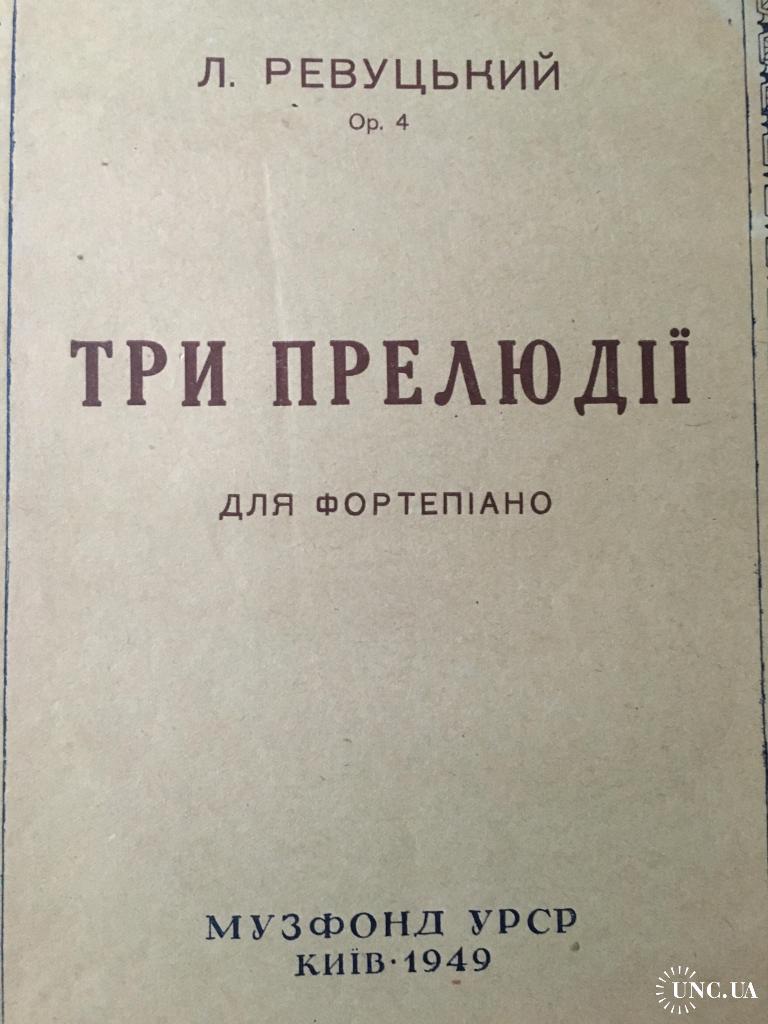 Л. РЕВУЦЬКИЙ
Ор. 4
ТРИ ПРЕЛЮДІЇ
ДЛЯ ФОРТЕПІАНО
МУЗФОНД УРСР
КИЇВ·1949
UNC.UA